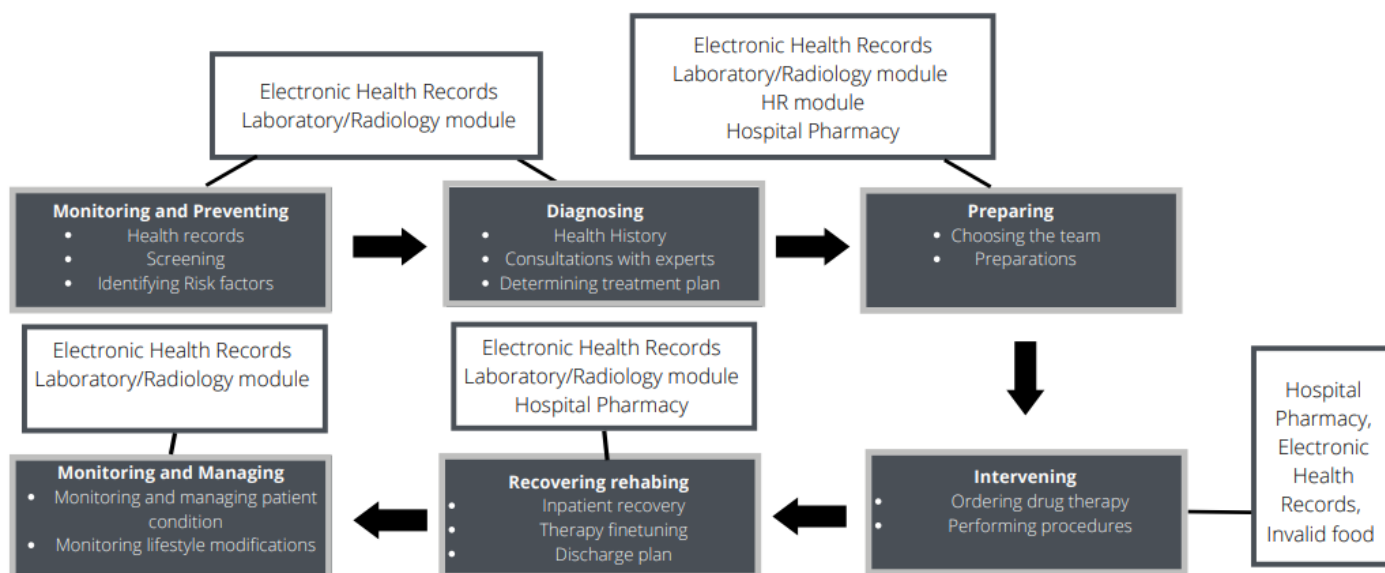 Electronic Health Records
Laboratory/Radiology module
Electronic Health Records
Laboratory/Radiology module
HR module
Hospital Pharmacy
Monitoring and Preventing
• Health records
• Screening
• Identifying Risk factors
Diagnosing
• Health History
• Consultations with experts
• Determining treatment plan
Preparing
• Choosing the team
• Preparations
Electronic Health Records
Laboratory/Radiology module
Electronic Health Records
Laboratory/Radiology module
Hospital Pharmacy
Hospital
Pharmacy,
Electronic
Health
Records,
Invalid food
Monitoring and Managing
• Monitoring and managing patient
condition
• Monitoring lifestyle modifications
Recovering rehabing
• Inpatient recovery
• Therapy finetuning
• Discharge plan
Intervening
• Ordering drug therapy
• Performing procedures